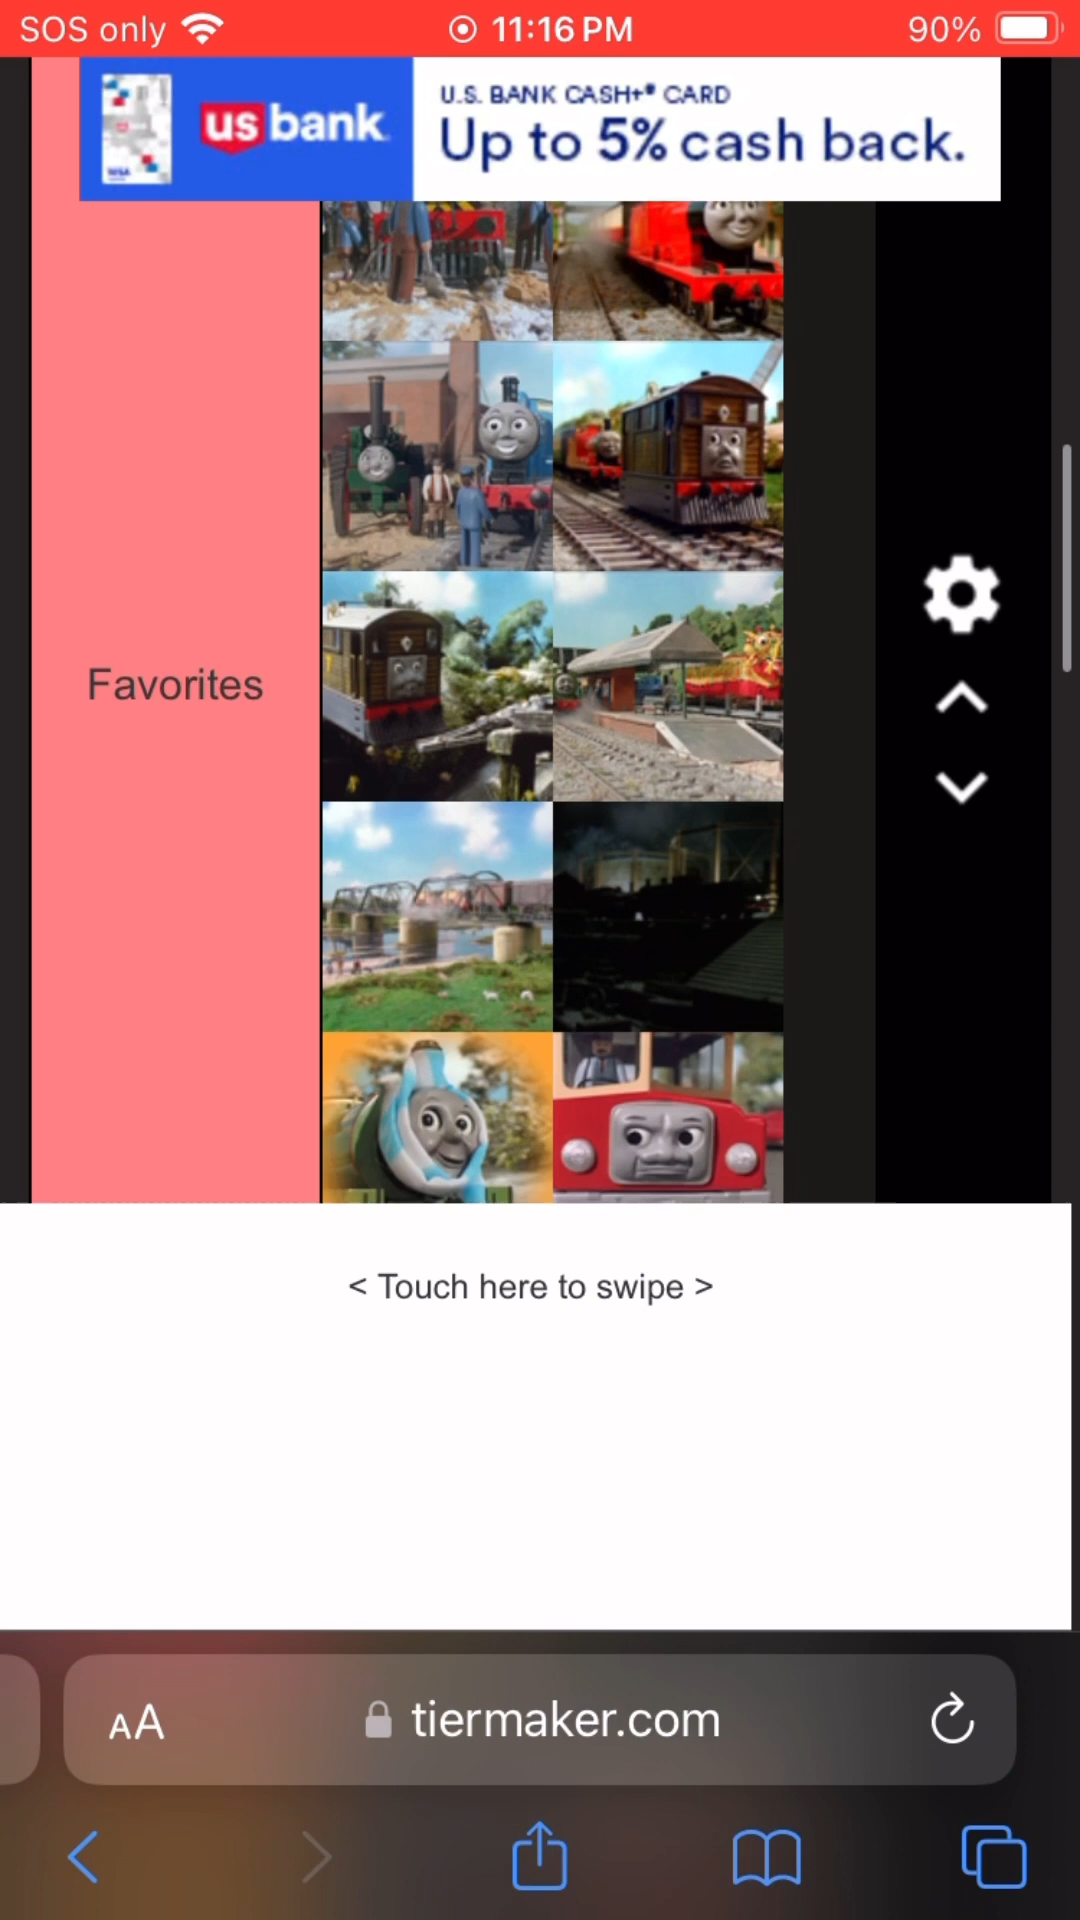 SOS only
11:16 PM
90%
us bank
U.S. BANK CASH+® CARD
Up to 5% cash back.
VISA
Favorites
< Touch here to swipe >
AA
tiermaker.com